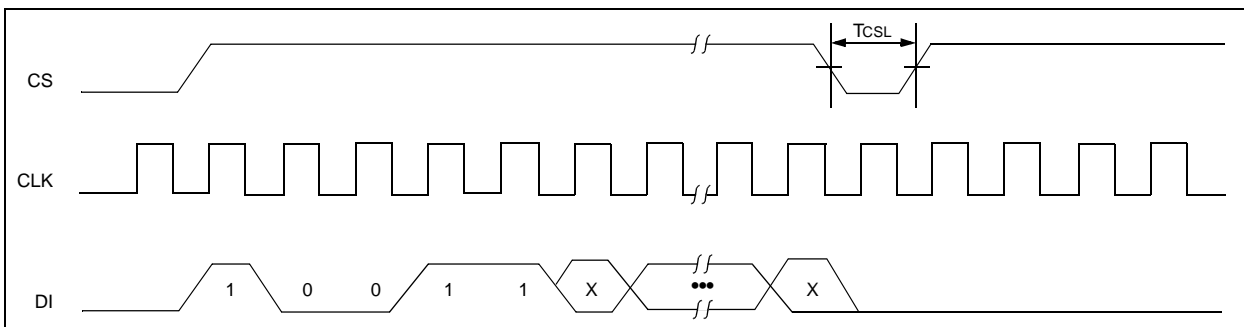 TCSL
CS
CLK
DI
1 0 0 1 1 X ••• X